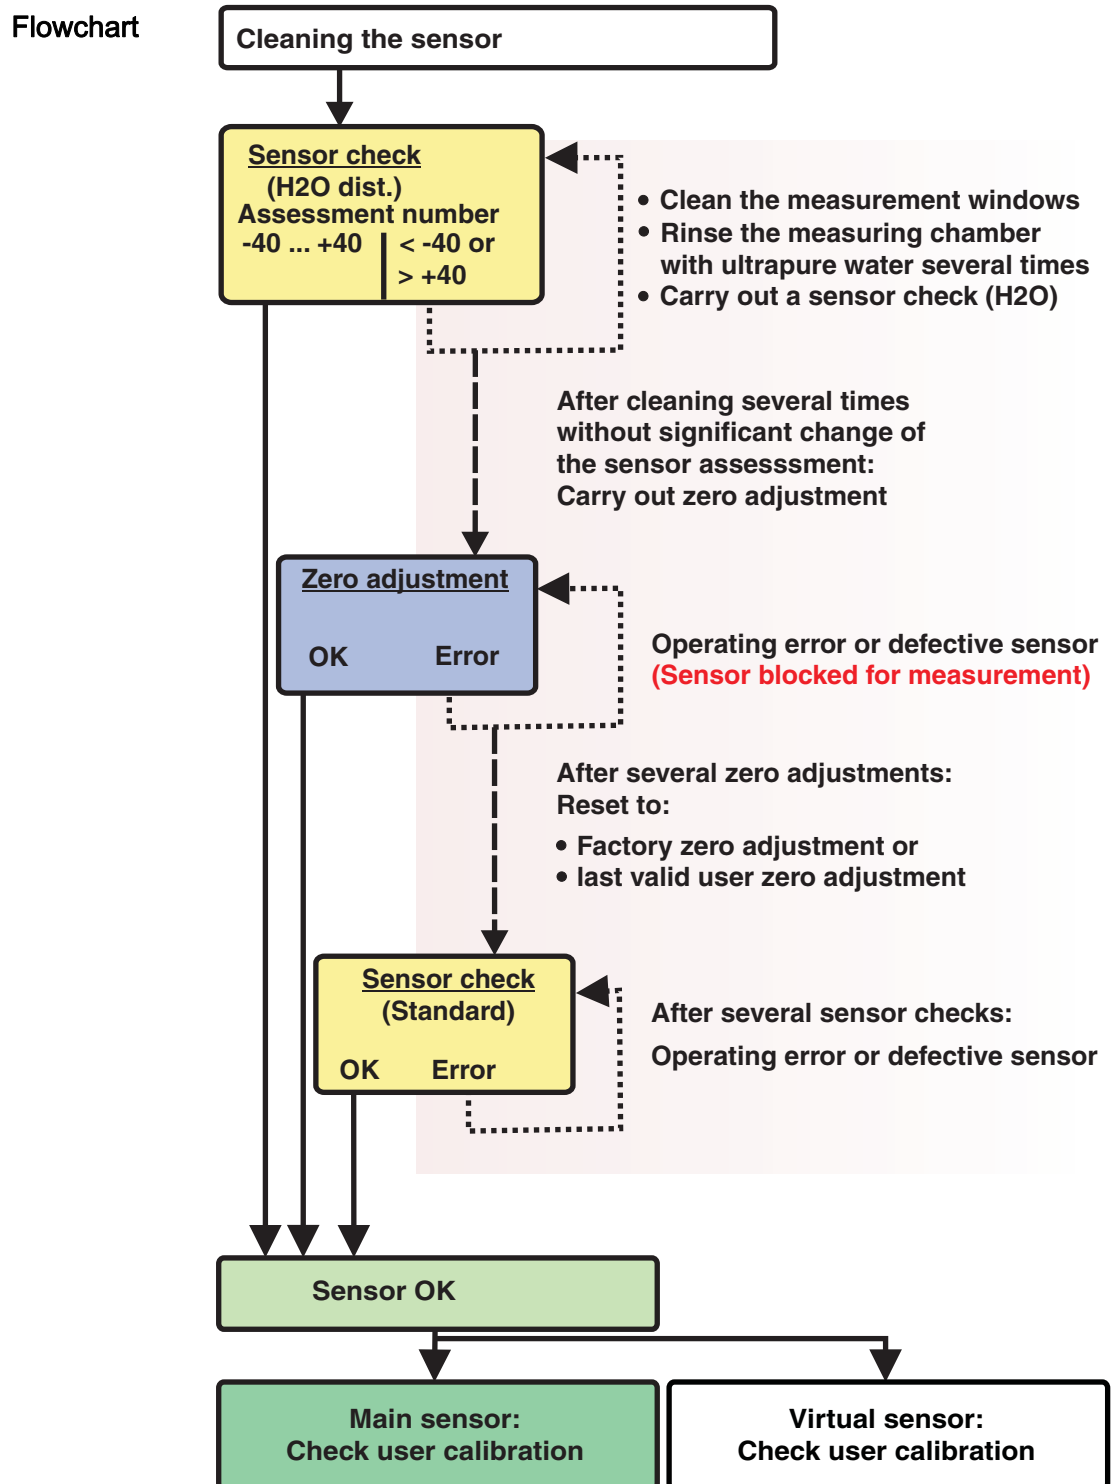 Flowchart
Cleaning the sensor
Sensor check
(H2O dist.)
Assessment number
-40 ... +40
< -40 or
> +40
• Clean the measurement windows
• Rinse the measuring chamber
with ultrapure water several times
• Carry out a sensor check (H2O)
After cleaning several times
without significant change of
the sensor assesssment:
Carry out zero adjustment
Zero adjustment
OK Error
Operating error or defective sensor
(Sensor blocked for measurement)
After several zero adjustments:
Reset to:
• Factory zero adjustment or
• last valid user zero adjustment
Sensor check
(Standard)
OK Error
After several sensor checks:
Operating error or defective sensor
Sensor OK
Main sensor:
Check user calibration
Virtual sensor:
Check user calibration